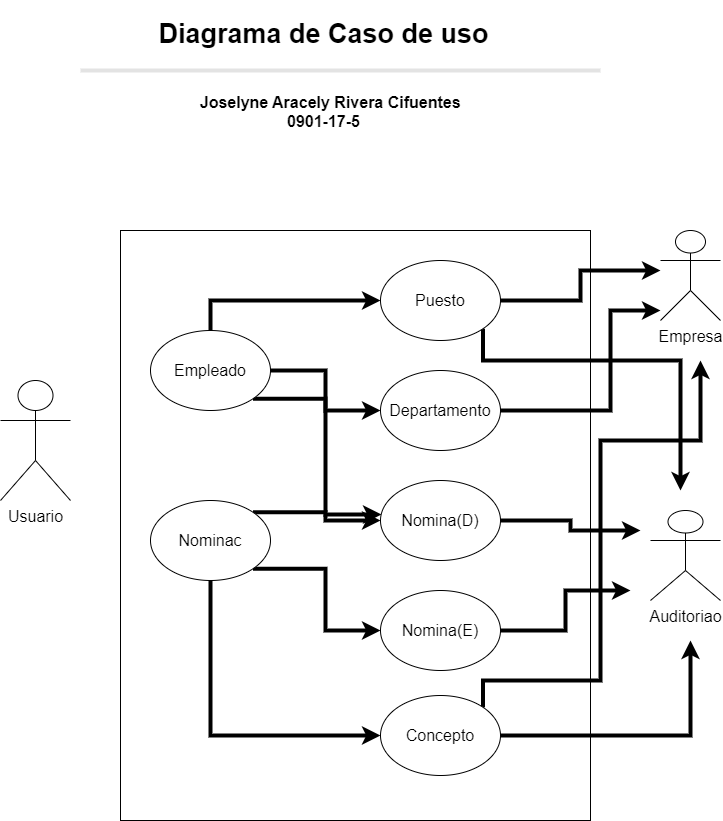 Diagrama de Caso de uso
Joselyne Aracely Rivera Cifuentes
0901-17-5
Puesto
Empresa
Empleado
Departamento
Usuario
Nomina(D)
Nominac
Auditoriao
Nomina(E)
Concepto